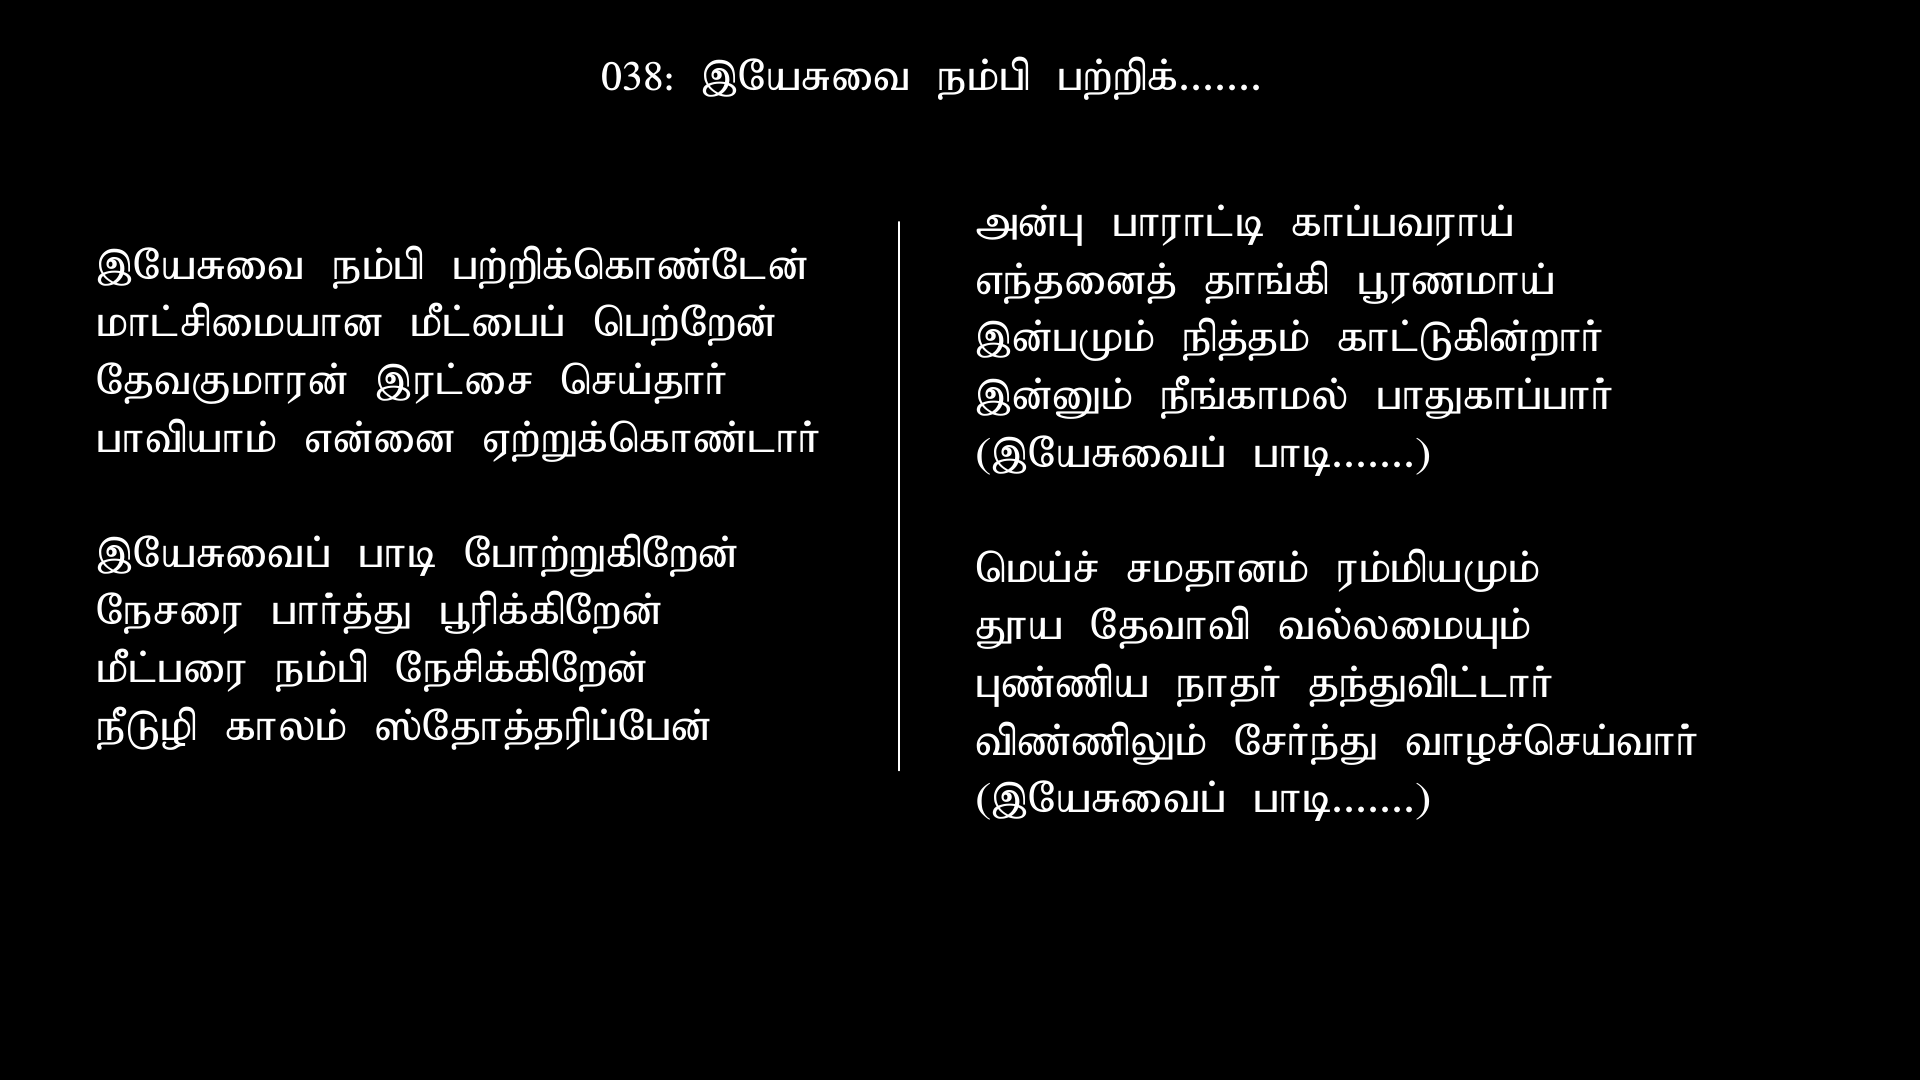 038: இயேசுவை நம்பி பற்றிக்.......
இயேசுவை நம்பி பற்றிக்கொண்டேன்
மாட்சிமையான மீட்பைப் பெற்றேன்
தேவகுமாரன் இரட்சை செய்தார்
பாவியாம் என்னை ஏற்றுக்கொண்டார்
இயேசுவைப் பாடி போற்றுகிறேன்
நேசரை பார்த்து பூரிக்கிறேன்
மீட்பரை நம்பி நேசிக்கிறேன்
நீடுழி காலம் ஸ்தோத்தரிப்பேன்
அன்பு பாராட்டி காப்பவராய்
எந்தனைத் தாங்கி பூரணமாய்
இன்பமும் நித்தம் காட்டுகின்றார்
இன்னும் நீங்காமல் பாதுகாப்பார்
(இயேசுவைப் பாடி.......)
மெய்ச் சமதானம் ரம்மியமும்
தூய தேவாவி வல்லமையும்
புண்ணிய நாதர் தந்துவிட்டார்
விண்ணிலும் சேர்ந்து வாழச்செய்வார்
(இயேசுவைப் பாடி.......)